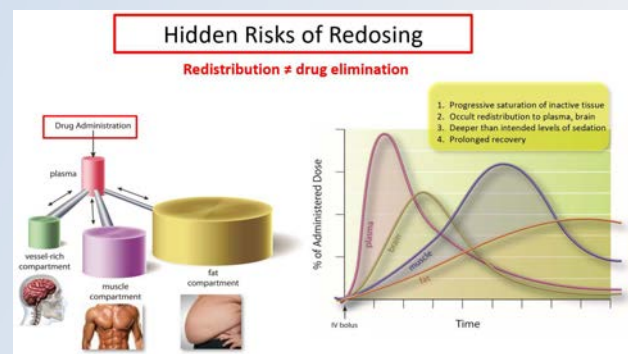 Hidden Risks of Redosing
Redistribution ≠ drug elimination
Drug Administration
plasma
vessel-rich
compartment
muscle
compartment
fat
compartment
1. Progressive saturation of inactive tissue
2. Occult redistribution to plasma, brain
3. Deeper than intended levels of sedation
4. Prolonged recovery
% of Administered Dose
plasma
brain
muscle
fat
IV bolus
Time